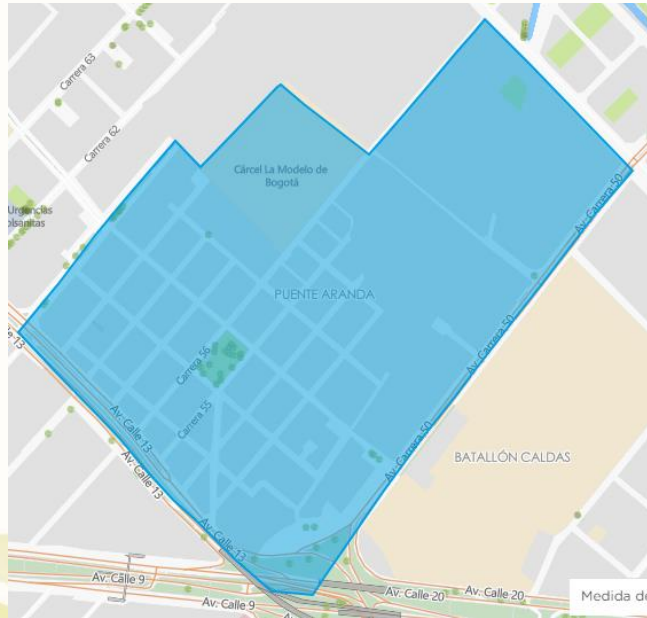 Carrera 63
Carrera 62
Cárcel La Modelo de
Bogotá
Urgencias
Av. Carrera 50
PUENTE ARANDA
Av. Carrera 50
Carrera 56
Carrera 55
Av. Calle 13
Av. Calle 13
Av. Carrera 50
BATALLÓN CALDAS
Av. Calle 13
Av. Calle 9
Av. Calle 9
Av. Calle 20
Av. Calle 20
Medida de